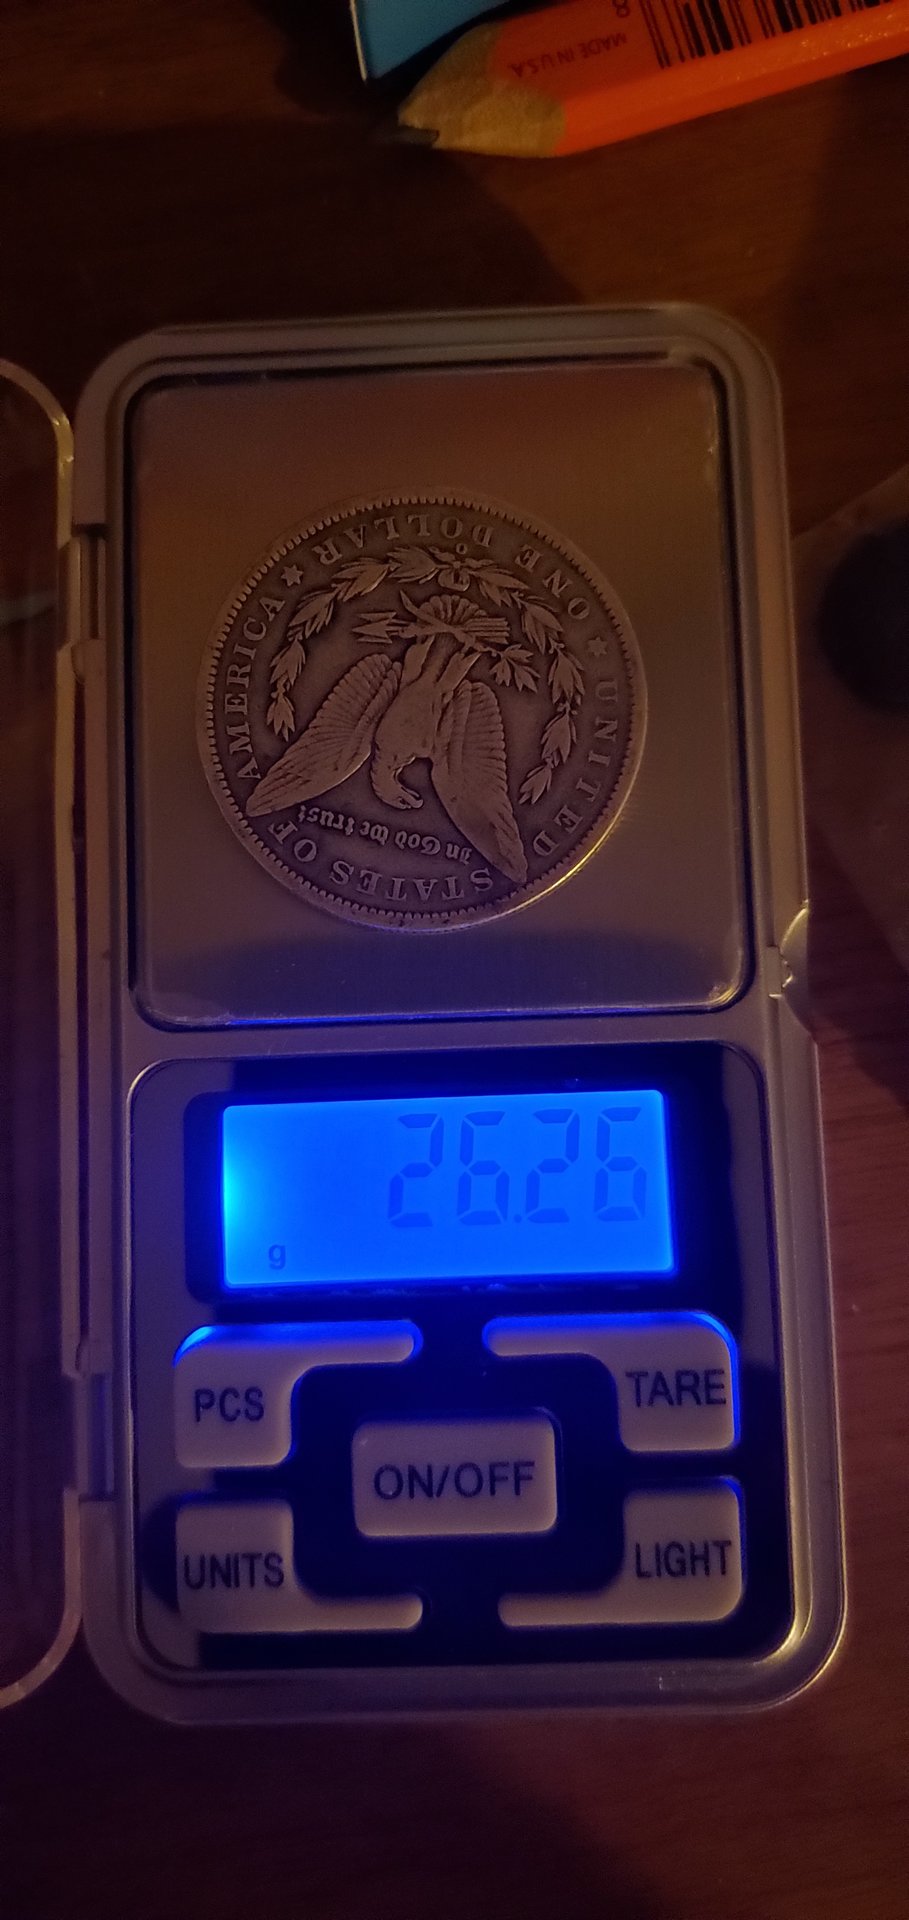 8
MADE IN U.S.A
UNITED STATES OF AMERICA
In God we trust
O
ONE DOLLAR
26.26
g
PCS
TARE
ON/OFF
UNITS
LIGHT